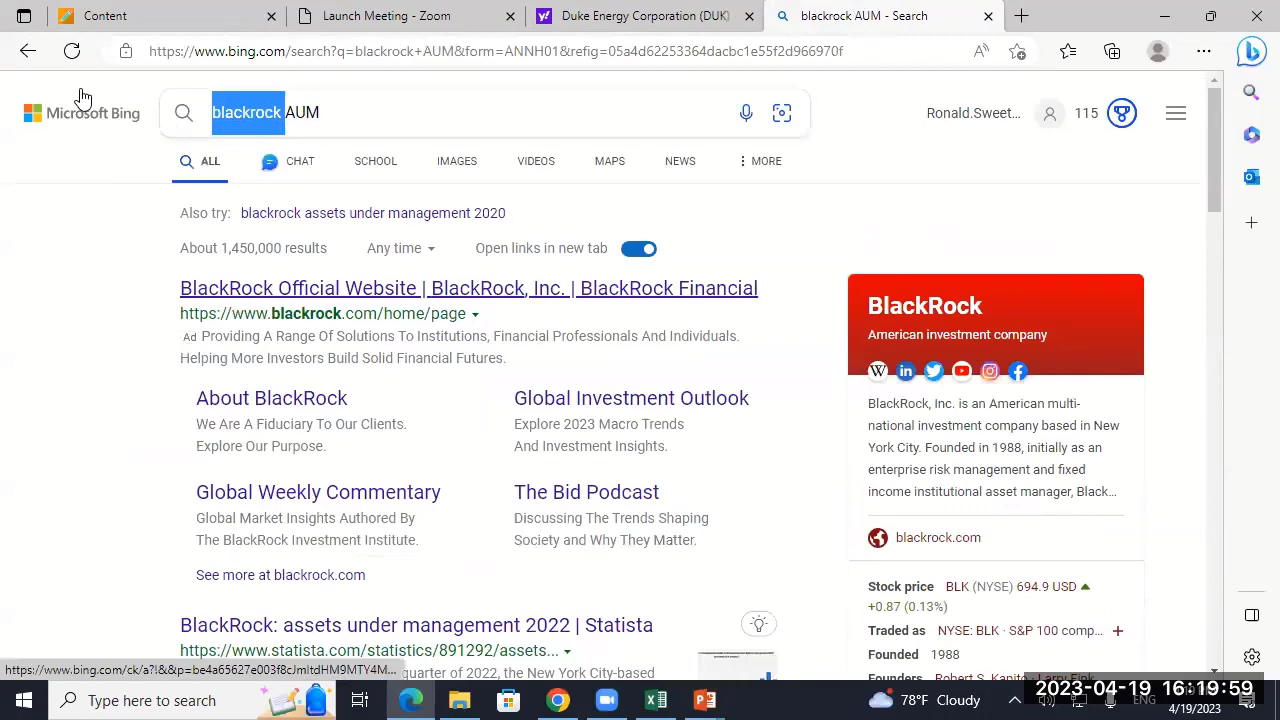 Content
Launch Meeting - Zoom
Duke Energy Corporation (DUK)
blackrock AUM - Search
https://www.bing.com/search?q=blackrock+AUM&form=ANNH01&refig=05a4d62253364dacbc1e55f2d966970f
Microsoft Bing
blackrock AUM
Ronald.Sweet...
115
ALL
CHAT
SCHOOL
IMAGES
VIDEOS
MAPS
NEWS
MORE
Also try: blackrock assets under management 2020
About 1,450,000 results
Any time
Open links in new tab
BlackRock Official Website | BlackRock, Inc. | BlackRock Financial
https://www.blackrock.com/home/page
Ad Providing A Range Of Solutions To Institutions, Financial Professionals And Individuals.
Helping More Investors Build Solid Financial Futures.
About BlackRock
We Are A Fiduciary To Our Clients.
Explore Our Purpose.
Global Investment Outlook
Explore 2023 Macro Trends
And Investment Insights.
Global Weekly Commentary
Global Market Insights Authored By
The BlackRock Investment Institute.
The Bid Podcast
Discussing The Trends Shaping
Society and Why They Matter.
See more at blackrock.com
BlackRock: assets under management 2022 | Statista
https://www.statista.com/statistics/891292/assets...
quarter of 2022, the New York City-based
BlackRock
American investment company
BlackRock, Inc. is an American multi-
national investment company based in New
York City. Founded in 1988, initially as an
enterprise risk management and fixed
income institutional asset manager, Black...
blackrock.com
Stock price BLK (NYSE) 694.9 USD
+0.87 (0.13%)
Traded as NYSE: BLK · S&P 100 comp...
Founded 1988
Founders Robert S. Kapito · Larry Fink
Type here to search
78°F Cloudy
ENG
2023-04-19 16:19:59
4/19/2023